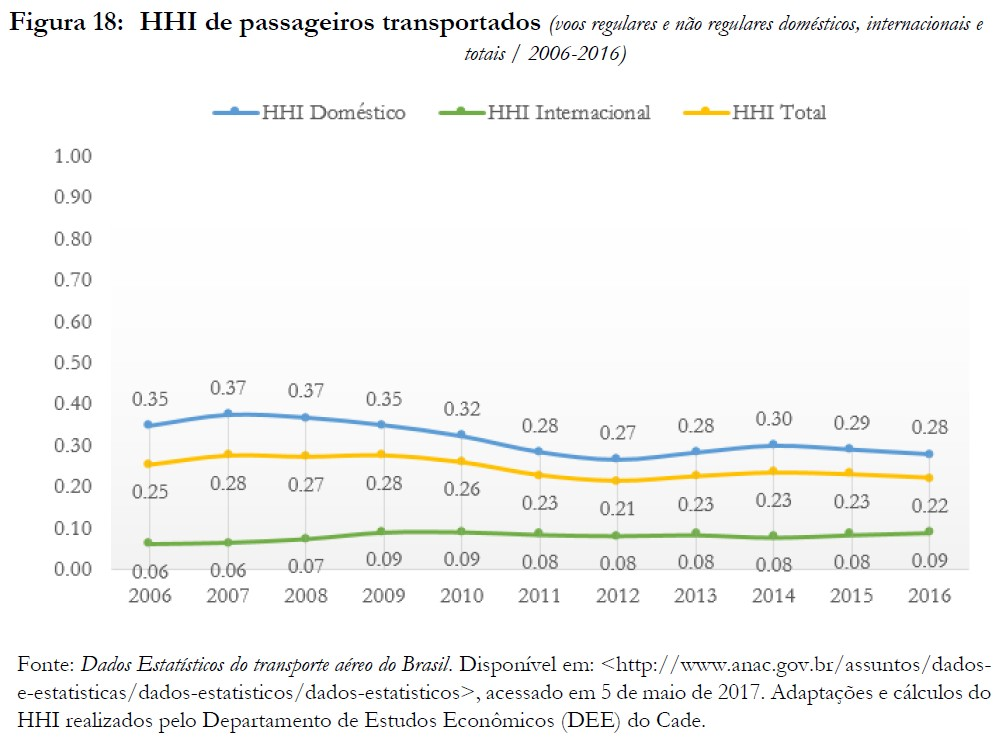 Figura 18: HHI de passageiros transportados (voos regulares e não regulares domésticos, internacionais e
totais / 2006-2016)
HHI Doméstico HHI Internacional HHI Total
1.00
0.90
0.80
0.70
0.60
0.50
0.40
0.30
0.20
0.10
0.00
0.35 0.37 0.37 0.35 0.32 0.28 0.27 0.28 0.30 0.29 0.28
0.25 0.28 0.27 0.28 0.26 0.23 0.21 0.23 0.23 0.23 0.22
0.06 0.06 0.07 0.09 0.09 0.08 0.08 0.08 0.08 0.08 0.09
2006 2007 2008 2009 2010 2011 2012 2013 2014 2015 2016
Fonte: Dados Estatísticos do transporte aéreo do Brasil. Disponível em: <http://www.anac.gov.br/assuntos/dados-
e-estatisticas/dados-estatisticos/dados-estatisticos>, acessado em 5 de maio de 2017. Adaptações e cálculos do
HHI realizados pelo Departamento de Estudos Econômicos (DEE) do Cade.